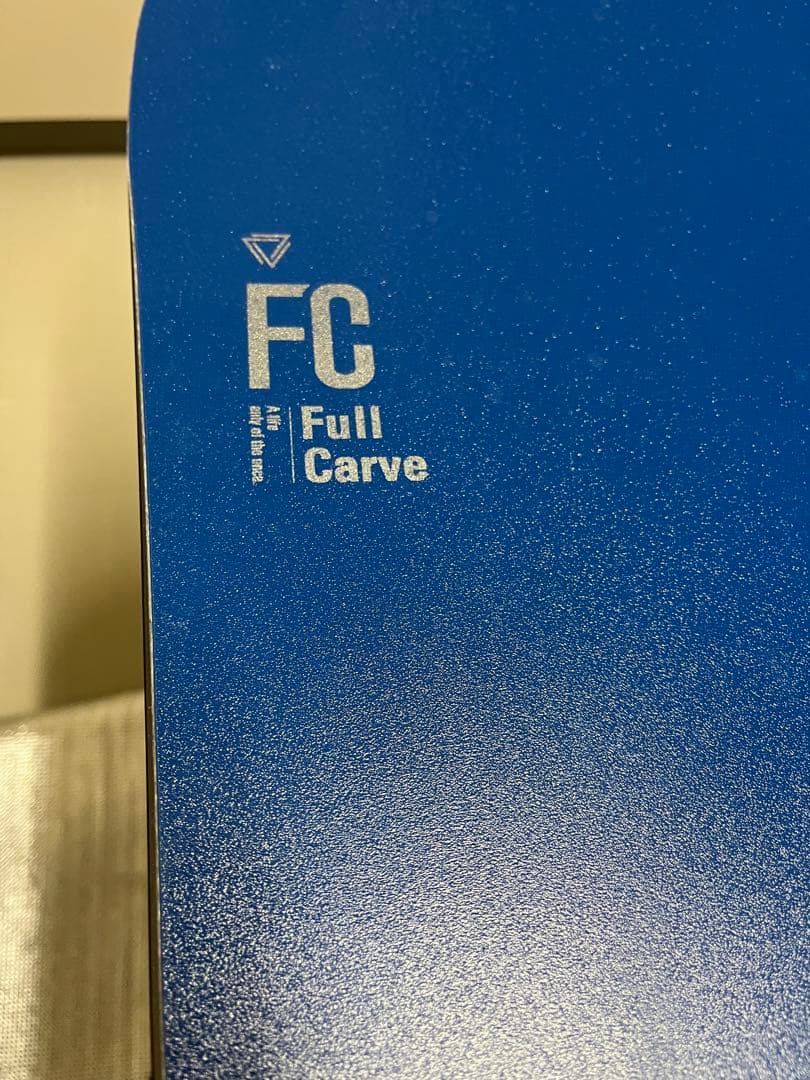 FC
A life
only of the once.
Full
Carve